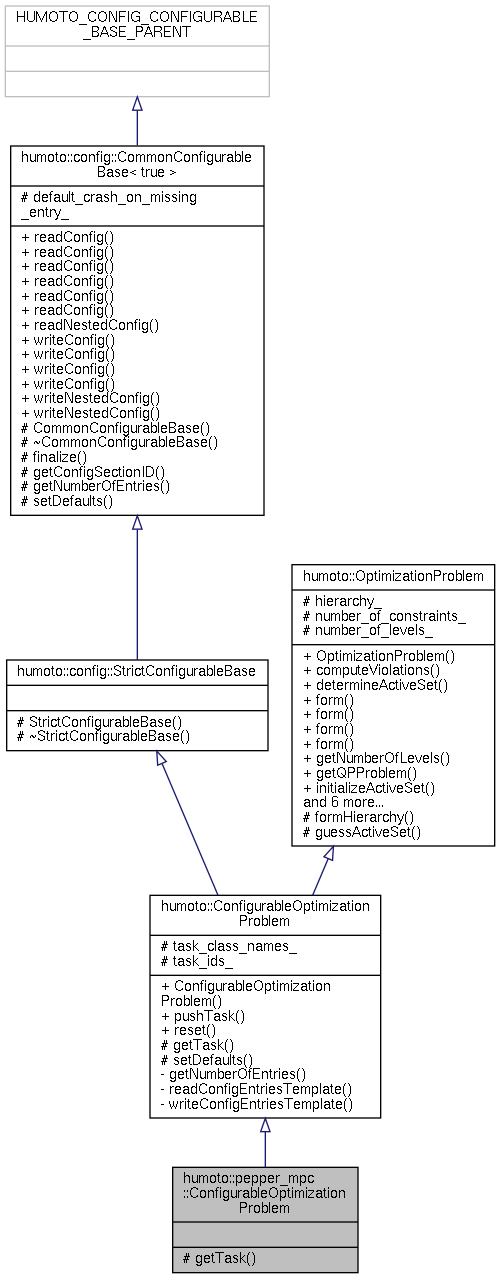 HUMOTO_CONFIG_CONFIGURABLE
_BASE_PARENT
humoto::config::CommonConfigurable
Base< true >
# default_crash_on_missing
_entry_
+ readConfig()
+ readConfig()
+ readConfig()
+ readConfig()
+ readConfig()
+ readConfig()
+ readNestedConfig()
+ writeConfig()
+ writeConfig()
+ writeConfig()
+ writeConfig()
+ writeNestedConfig()
+ writeNestedConfig()
# CommonConfigurableBase()
# ~CommonConfigurableBase()
# finalize()
# getConfigSectionID()
# getNumberOfEntries()
# setDefaults()
humoto::config::StrictConfigurableBase
# StrictConfigurableBase()
# ~StrictConfigurableBase()
humoto::OptimizationProblem
# hierarchy_
# number_of_constraints_
# number_of_levels_
+ OptimizationProblem()
+ computeViolations()
+ determineActiveSet()
+ form()
+ form()
+ form()
+ form()
+ getNumberOfLevels()
+ getQPProblem()
+ initializeActiveSet()
and 6 more...
# formHierarchy()
# guessActiveSet()
humoto::ConfigurableOptimization
Problem
# task_class_names_
# task_ids_
+ ConfigurableOptimization
Problem()
+ pushTask()
+ reset()
# getTask()
# setDefaults()
- getNumberOfEntries()
- readConfigEntriesTemplate()
- writeConfigEntriesTemplate()
humoto::pepper_mpc
::ConfigurableOptimization
Problem
# getTask()